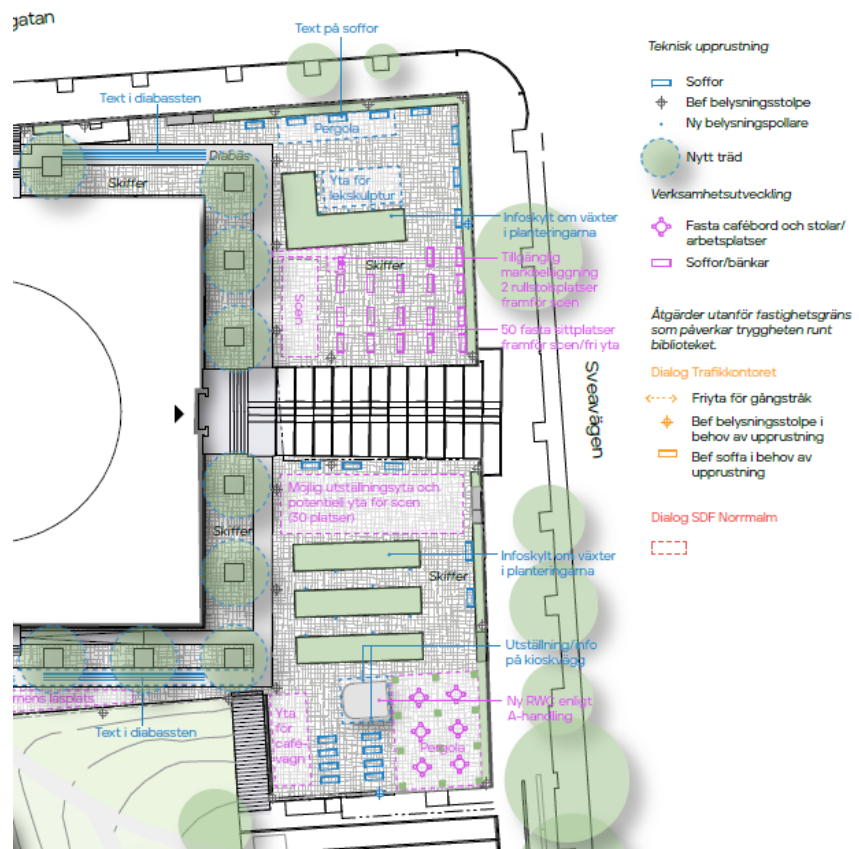 gatan
Text på soffor
Text i diabassten
Pergola
Diabas
Skiffer
Yta för
lekskulptur
Infoskylt om växter
i planteringarna
Skiffer
Tillgänglig
markbeläggning
2 rullstolsplatser
framför scen
Scen
50 fasta sittplatser
framför scen/fri yta
Sveavägen
Möjlig utställningsyta och
potentiell yta för scen
(30 platser)
Skiffer
Infoskylt om växter
i planteringarna
Skiffer
Utställning/info
på kioskvägg
Ny RWC enligt
A-handling
rnens läsplats
Text i diabassten
Yta
för
café-
vagn
Pergola
Teknisk upprustning
Soffor
Bef belysningsstolpe
Ny belysningspollare
Nytt träd
Verksamhetsutveckling
Fasta cafébord och stolar/
arbetsplatser
Soffor/bänkar
Åtgärder utanför fastighetsgräns
som påverkar tryggheten runt
biblioteket.
Dialog Trafikkontoret
Friyta för gångstråk
Bef belysningsstolpe i
behov av upprustning
Bef soffa i behov av
upprustning
Dialog SDF Norrmalm